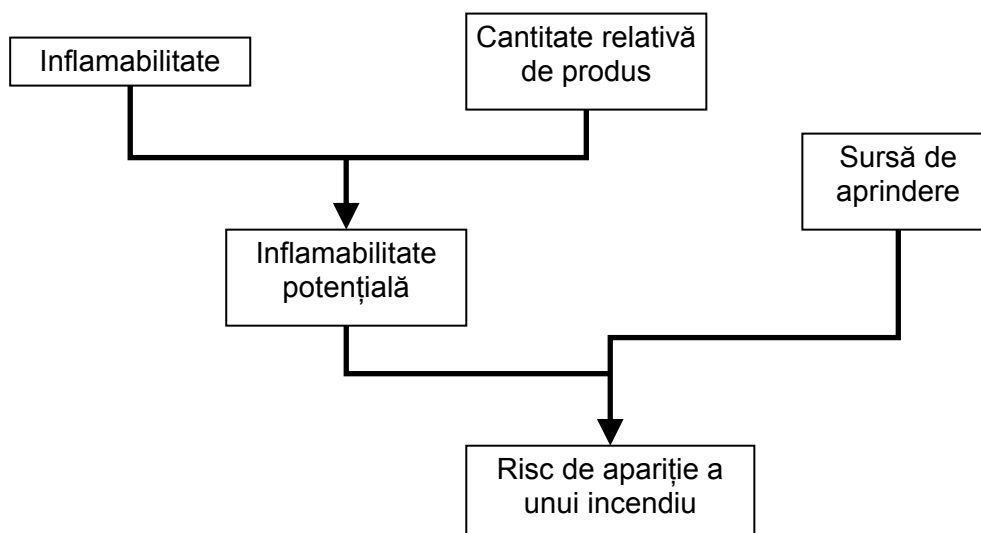 Inflamabilitate
Cantitate relativă
de produs
Sursă de
aprindere
Inflamabilitate
potențială
Risc de apariție a
unui incendiu